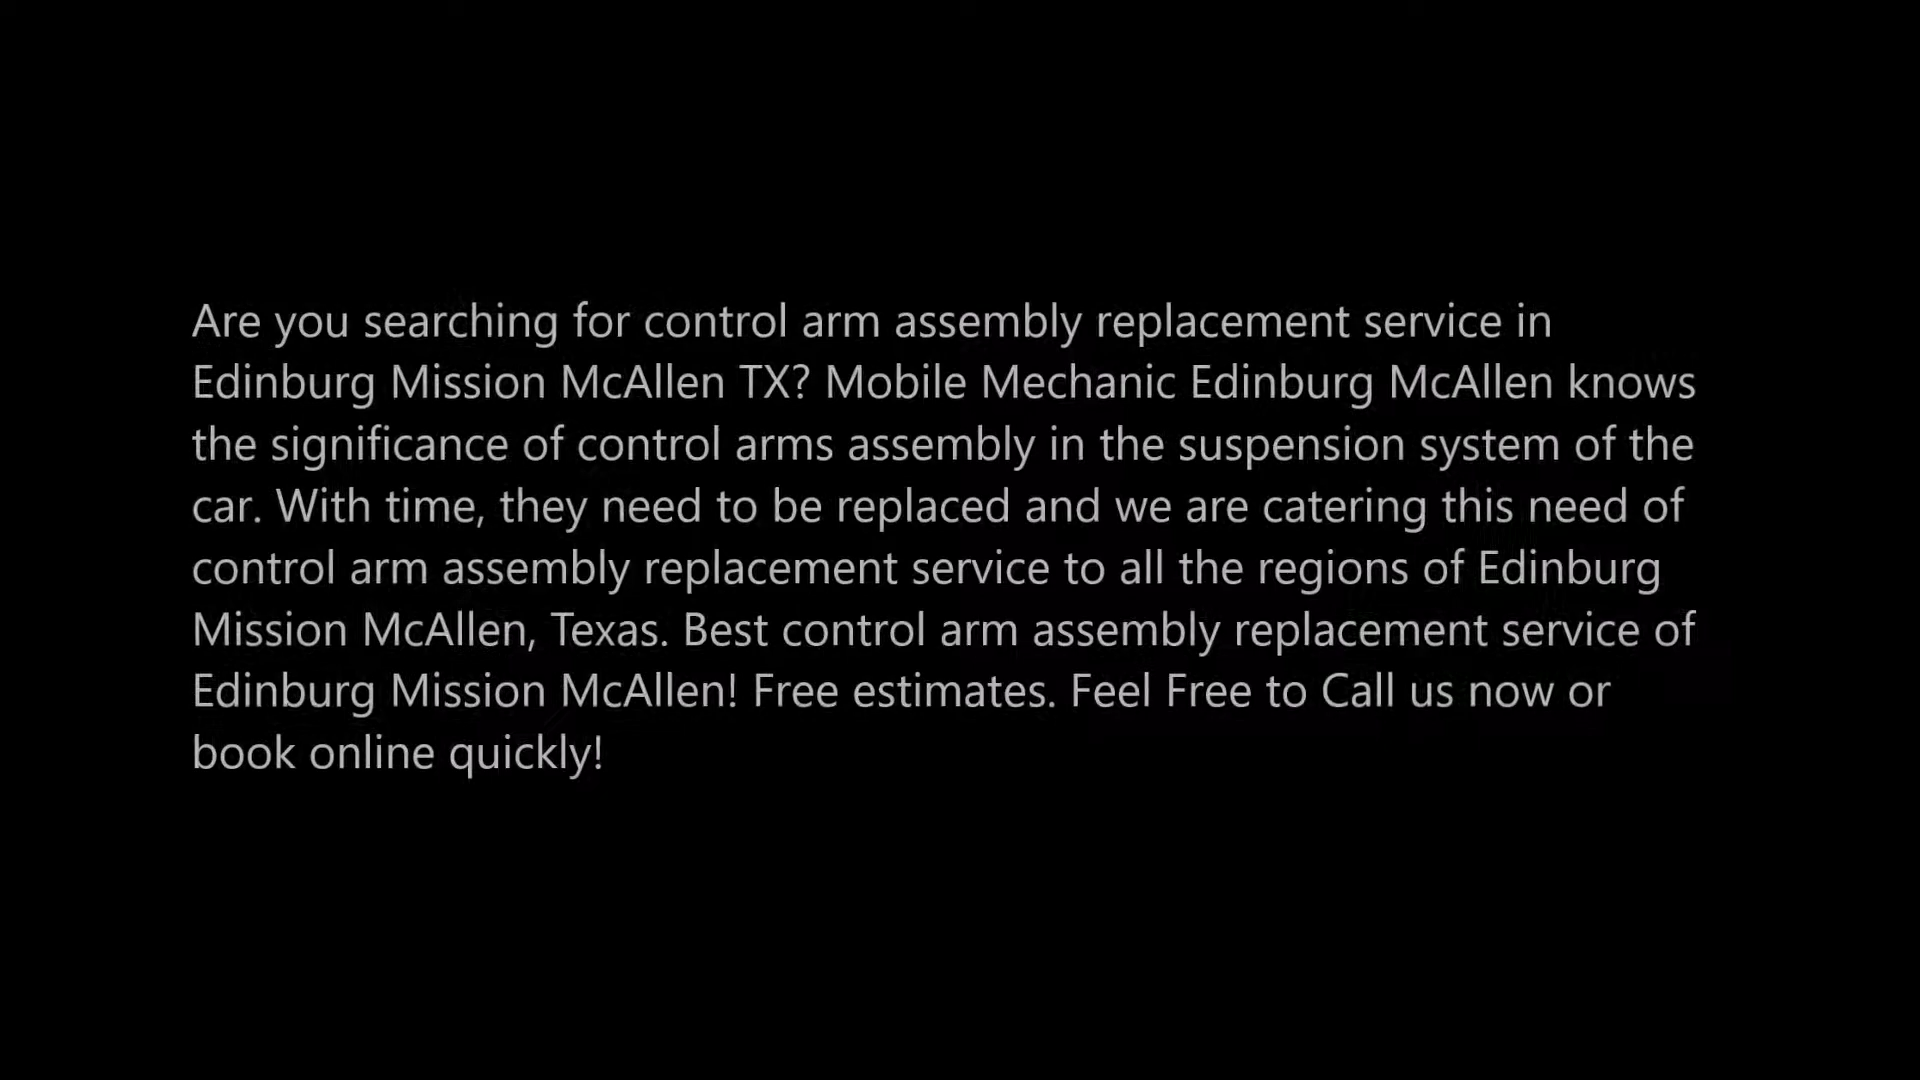 Are you searching for control arm assembly replacement service in
Edinburg Mission McAllen TX? Mobile Mechanic Edinburg McAllen knows
the significance of control arms assembly in the suspension system of the
car. With time, they need to be replaced and we are catering this need of
control arm assembly replacement service to all the regions of Edinburg
Mission McAllen, Texas. Best control arm assembly replacement service of
Edinburg Mission McAllen! Free estimates. Feel Free to Call us now or
book online quickly!